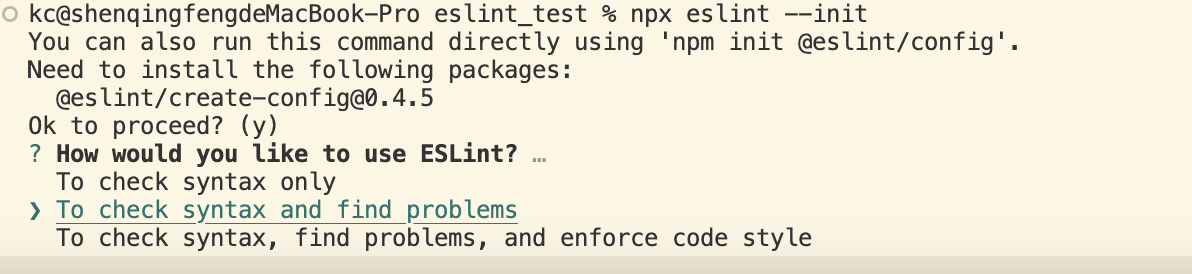 kc@shenqingfengdeMacBook-Pro eslint_test % npx eslint --init
You can also run this command directly using 'npm init @eslint/config'.
Need to install the following packages:
  @eslint/create-config@0.4.5
Ok to proceed? (y)
? How would you like to use ESLint? …
  To check syntax only
❯ To check syntax and find problems
  To check syntax, find problems, and enforce code style